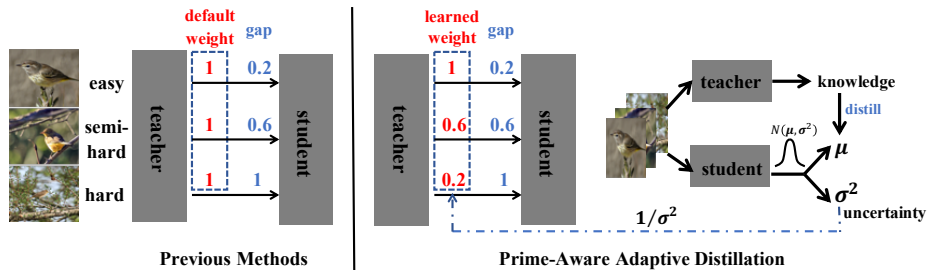 default
weight
gap
easy
1
0.2
semi-
hard
1
0.6
hard
1
1
teacher
student
Previous Methods
learned
weight
gap
1
0.2
0.6
0.6
0.2
1
teacher
student
1/σ²
teacher
knowledge
distill
student
N(μ,σ²)
μ
σ²
uncertainty
Prime-Aware Adaptive Distillation